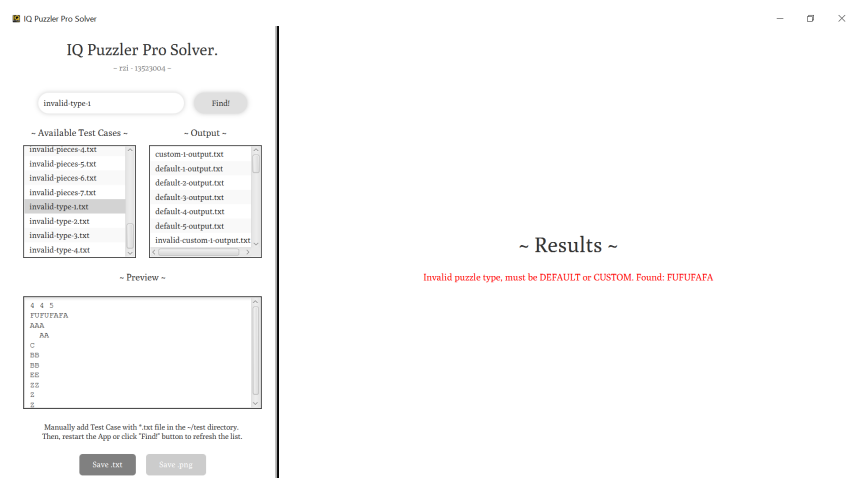 IQ Puzzler Pro Solver
IQ Puzzler Pro Solver.
~ rzi - 13523004 ~
invalid-type-1
Find!
~ Available Test Cases ~
invalid-pieces-4.txt
invalid-pieces-5.txt
invalid-pieces-6.txt
invalid-pieces-7.txt
invalid-type-1.txt
invalid-type-2.txt
invalid-type-3.txt
invalid-type-4.txt
~ Output ~
custom-1-output.txt
default-1-output.txt
default-2-output.txt
default-3-output.txt
default-4-output.txt
default-5-output.txt
invalid-custom-1-output.txt
~ Preview ~
4 4 5
FUFUFAFA
AAA
  AA
C
BB
BB
EE
ZZ
Z
Z
Manually add Test Case with *.txt file in the ~/test directory.
Then, restart the App or click "Find!" button to refresh the list.
Save .txt
Save .png
~ Results ~
Invalid puzzle type, must be DEFAULT or CUSTOM. Found: FUFUFAFA